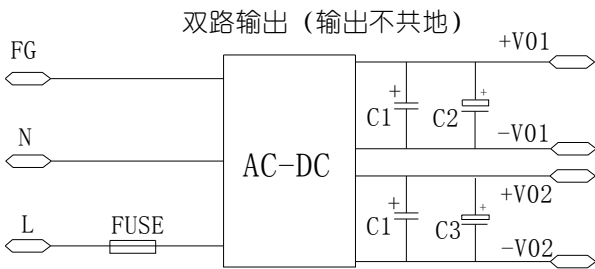 双路输出（输出不共地）
FG
N
L
FUSE
AC-DC
+V01
+
C1
+
C2
-V01
+V02
+
C1
+
C3
-V02